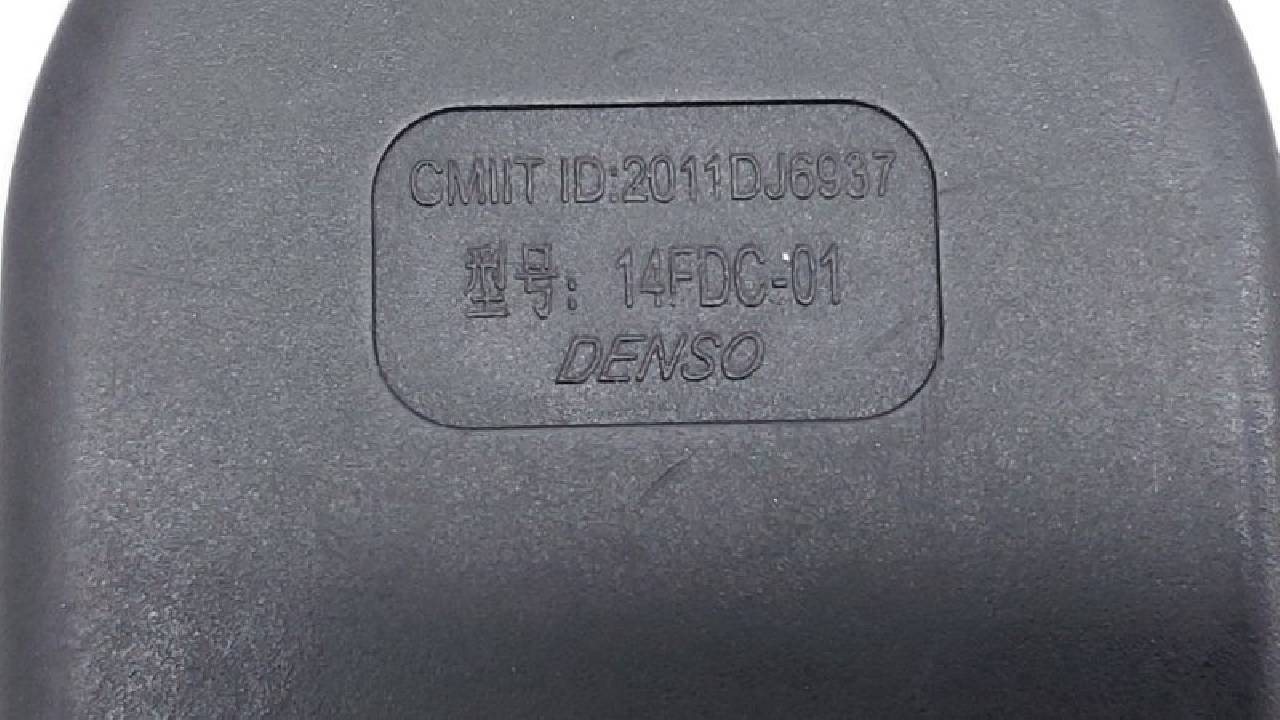 CMIIT ID:2011DJ6937
型号: 14FDC-01
DENSO